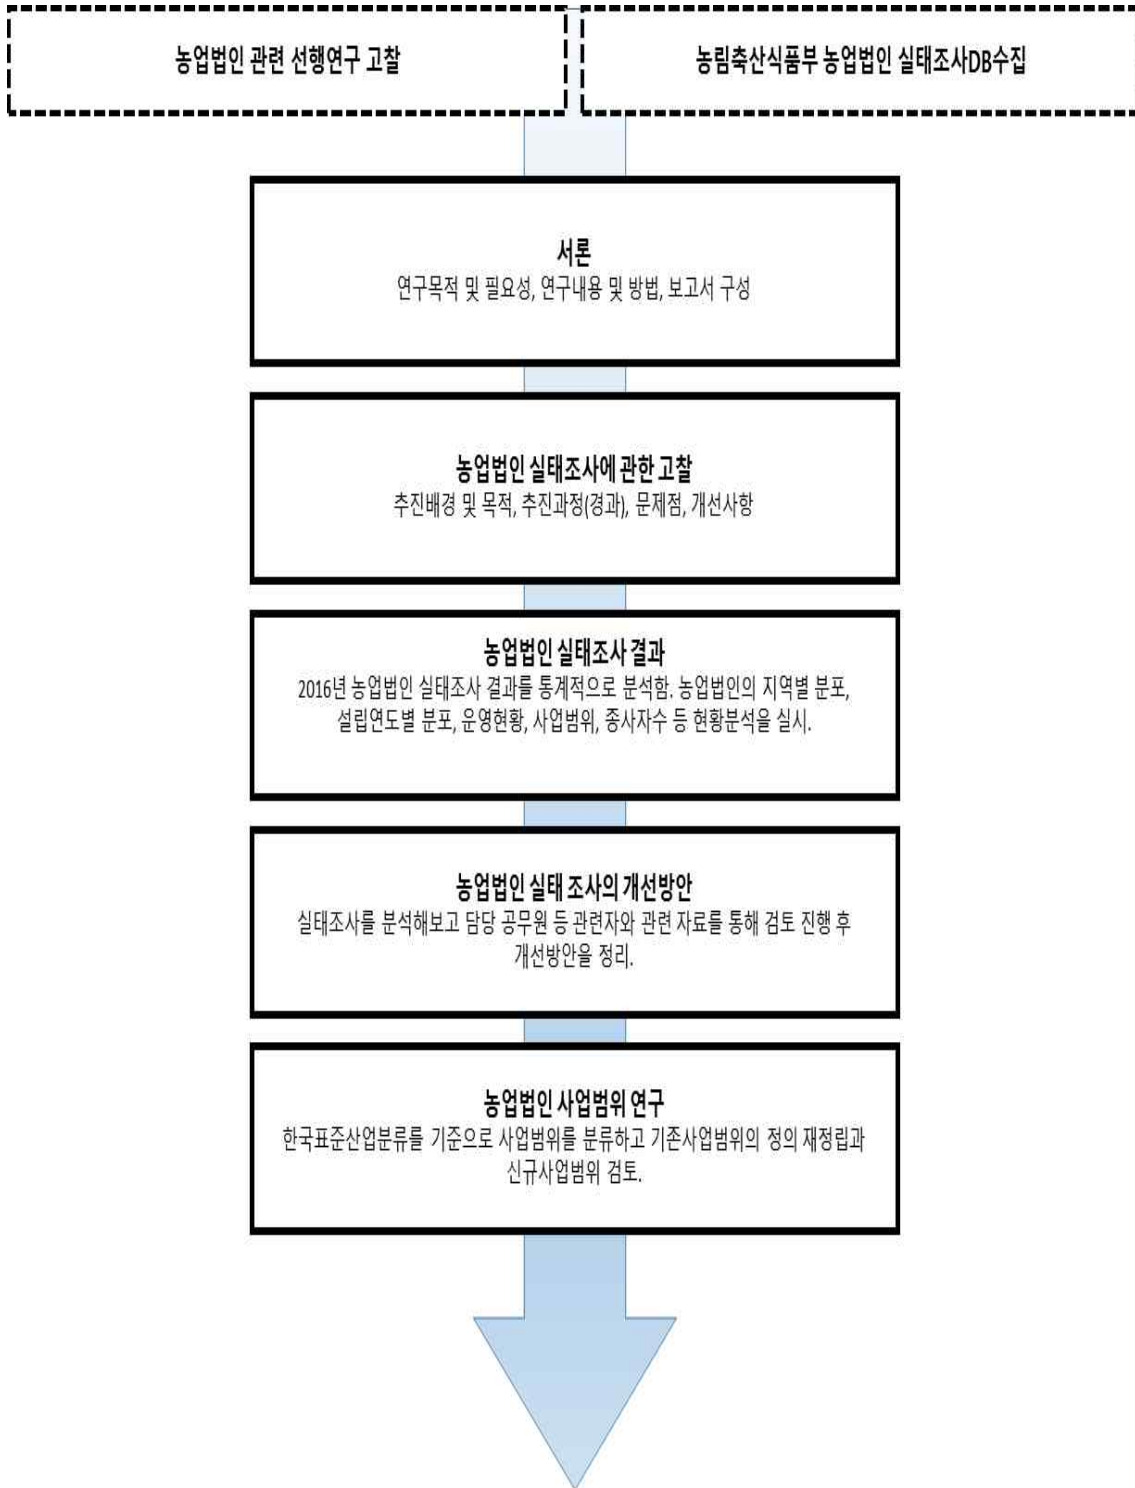 농업법인 관련 선행연구 고찰
농림축산식품부 농업법인 실태조사DB수집
서론
연구목적 및 필요성, 연구내용 및 방법, 보고서 구성
농업법인 실태조사에 관한 고찰
추진배경 및 목적, 추진과정(경과), 문제점, 개선사항
농업법인 실태조사 결과
2016년 농업법인 실태조사 결과를 통계적으로 분석함. 농업법인의 지역별 분포,
설립연도별 분포, 운영현황, 사업범위, 종사자수 등 현황분석을 실시.
농업법인 실태 조사의 개선방안
실태조사를 분석해보고 담당 공무원 등 관련자와 관련 자료를 통해 검토 진행 후
개선방안을 정리.
농업법인 사업범위 연구
한국표준산업분류를 기준으로 사업범위를 분류하고 기존사업범위의 정의 재정립과
신규사업범위 검토.